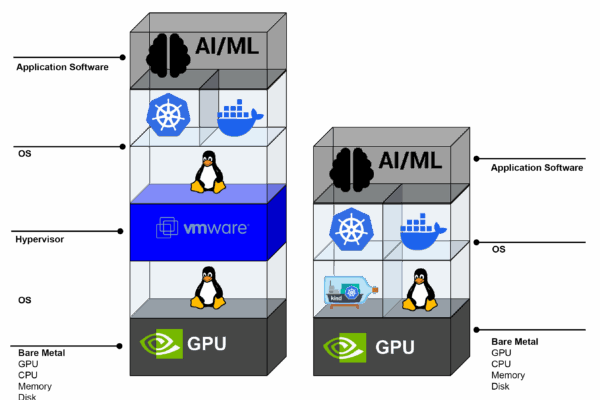 AI/ML
Application Software
OS
vmware
Hypervisor
OS
GPU
Bare Metal
GPU
CPU
Memory
Disk
AI/ML
Application Software
OS
kind
GPU
Bare Metal
GPU
CPU
Memory
Disk